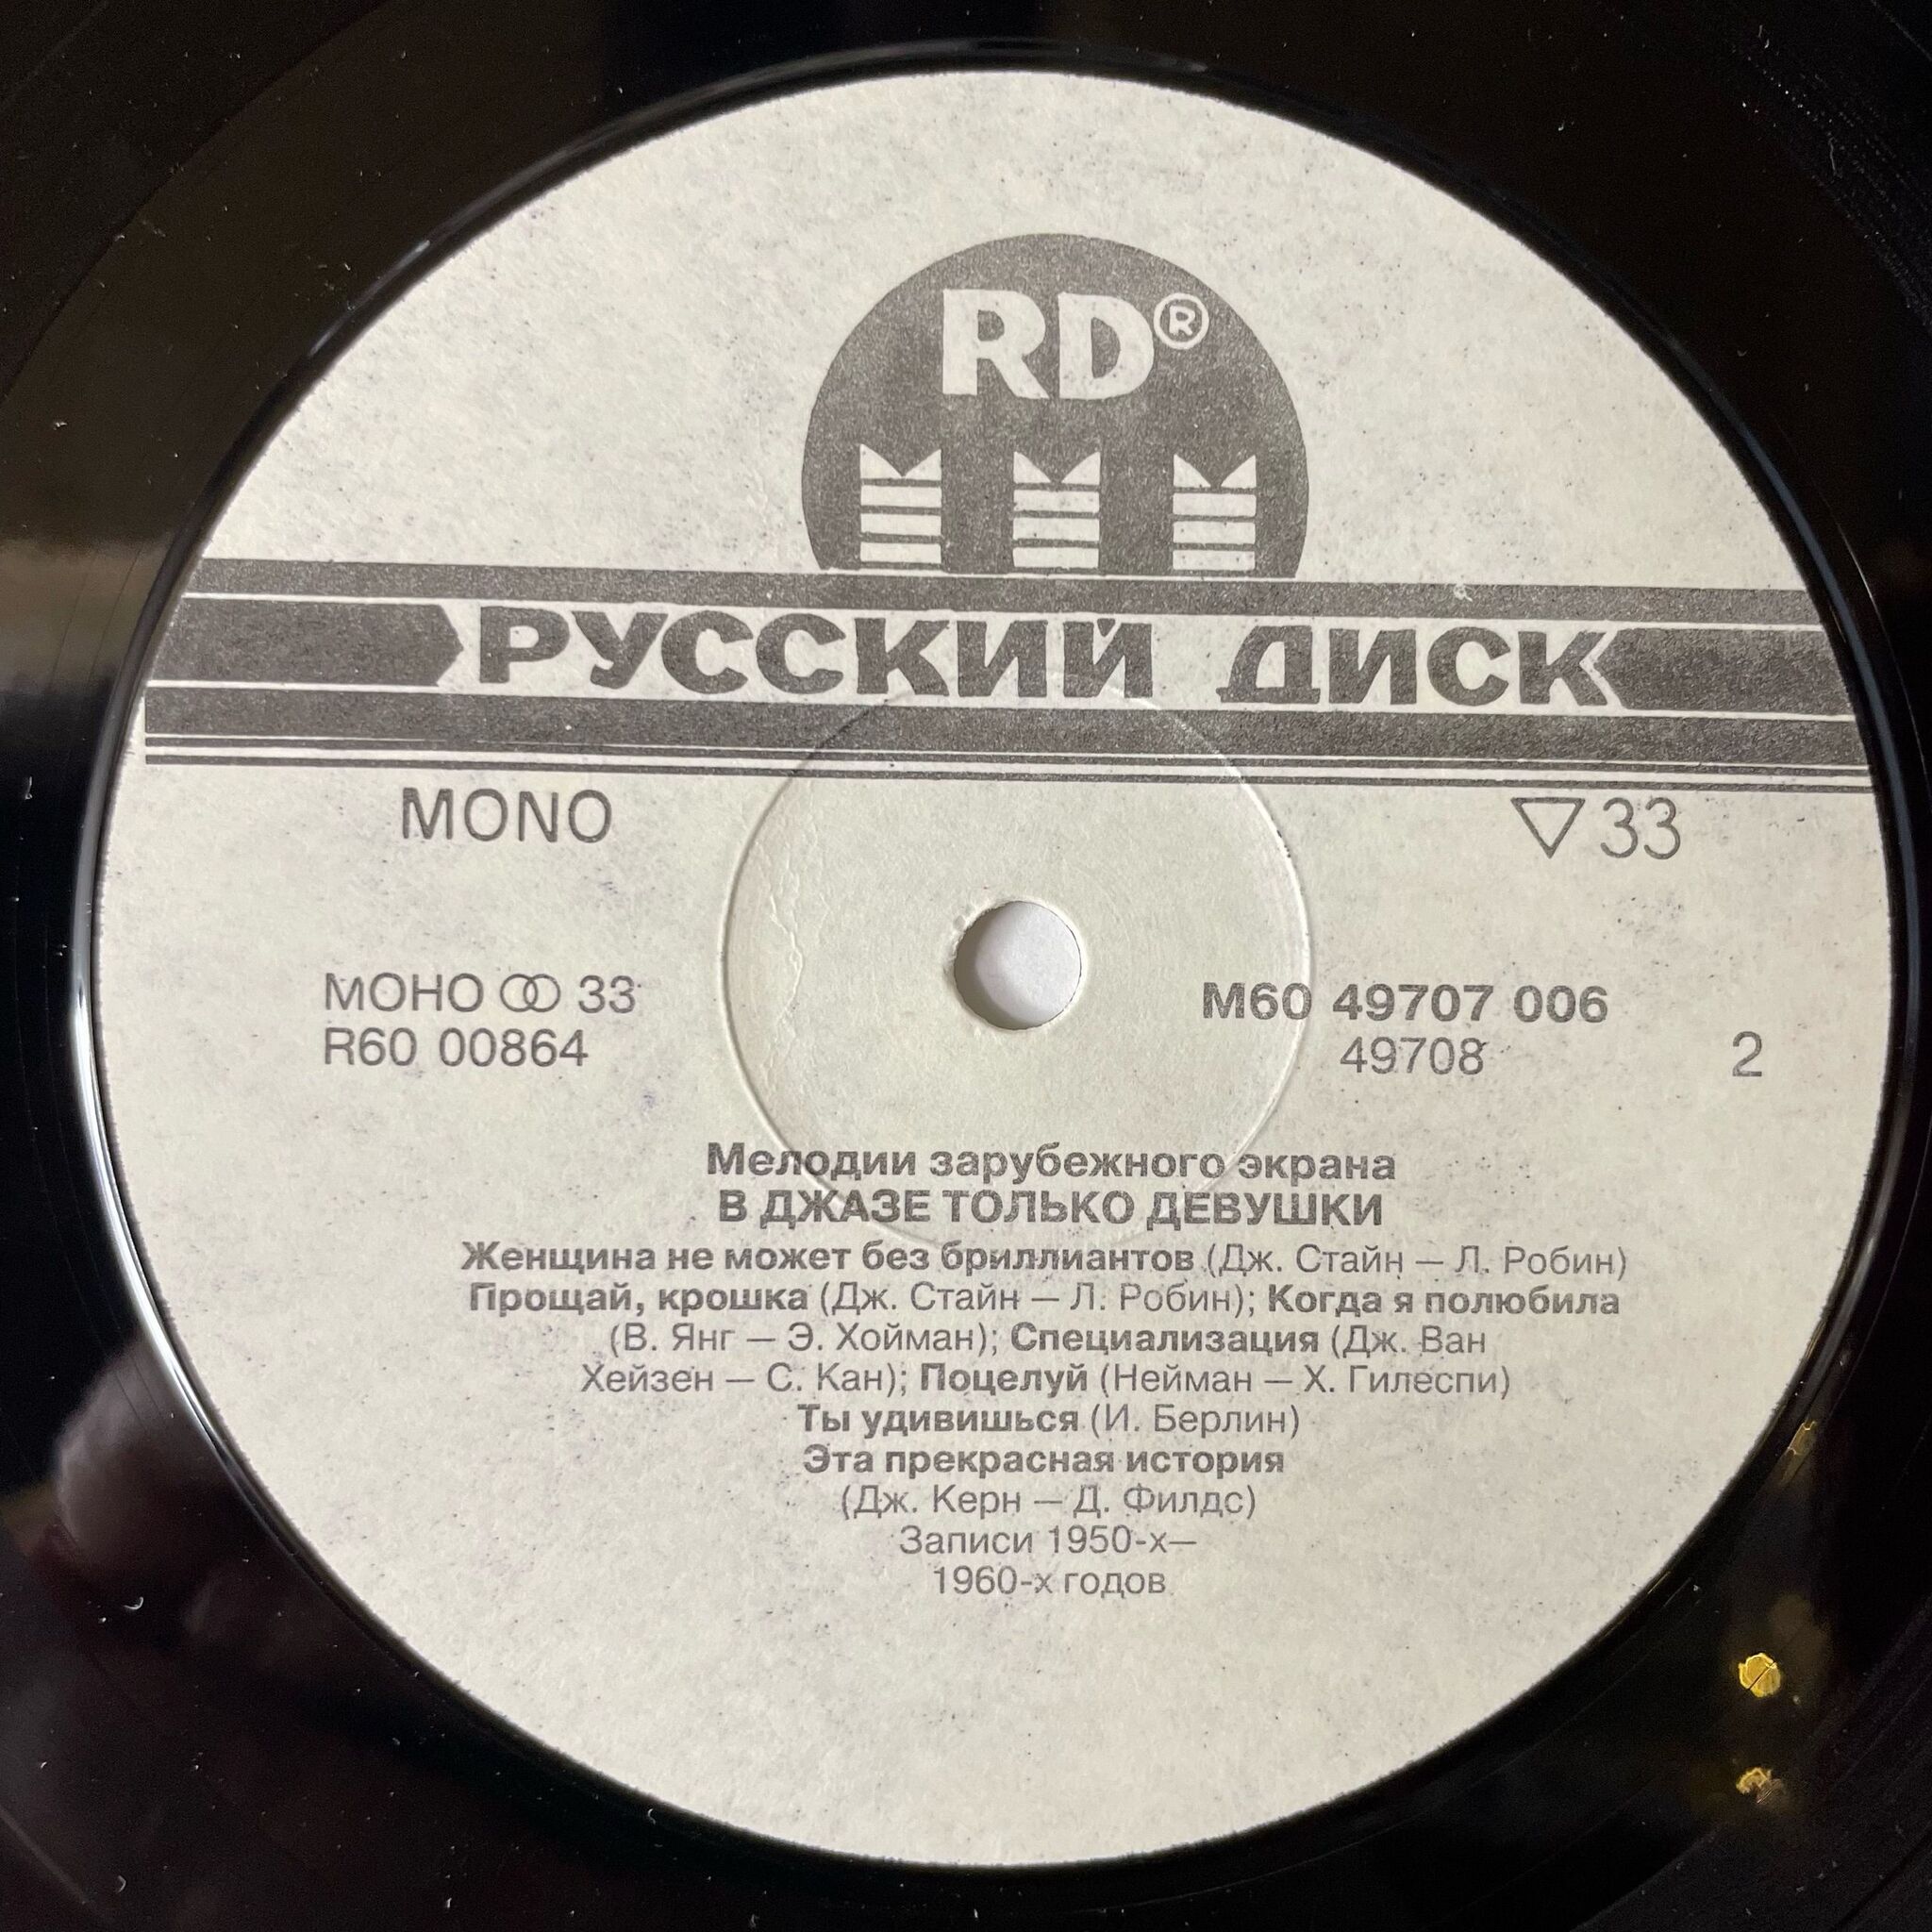 RD®
РУССКИЙ ДИСК
MONO ▽33
МОНО 33
R60 00864
М60 49707 006
49708 2
Мелодии зарубежного экрана
В ДЖАЗЕ ТОЛЬКО ДЕВУШКИ
Женщина не может без бриллиантов (Дж. Стайн — Л. Робин)
Прощай, крошка (Дж. Стайн — Л. Робин); Когда я полюбила
(В. Янг — Э. Хойман); Специализация (Дж. Ван
Хейзен — С. Кан); Поцелуй (Нейман — Х. Гилеспи)
Ты удивишься (И. Берлин)
Эта прекрасная история
(Дж. Керн — Д. Филдс)
Записи 1950-х—
1960-х годов